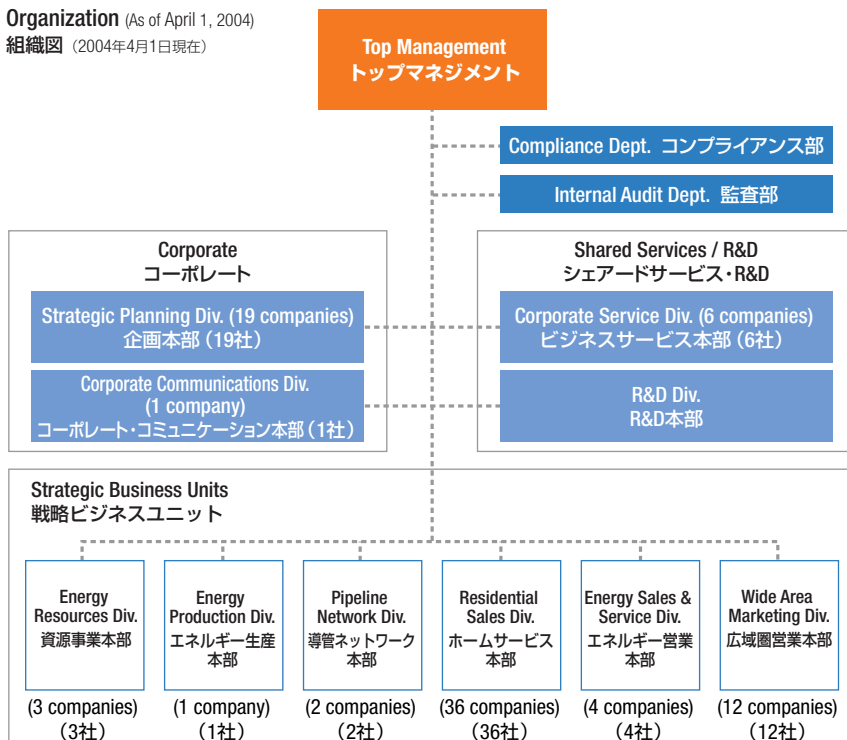 Organization (As of April 1, 2004)
組織図（2004年4月1日現在）
Top Management
トップマネジメント
Compliance Dept. コンプライアンス部
Internal Audit Dept. 監査部
Corporate
コーポレート
Strategic Planning Div. (19 companies)
企画本部（19社）
Corporate Communications Div.
(1 company)
コーポレート・コミュニケーション本部（1社）
Shared Services / R&D
シェアードサービス・R&D
Corporate Service Div. (6 companies)
ビジネスサービス本部（6社）
R&D Div.
R&D本部
Strategic Business Units
戦略ビジネスユニット
Energy
Resources Div.
資源事業本部
(3 companies)
（3社）
Energy
Production Div.
エネルギー生産
本部
(1 company)
（1社）
Pipeline
Network Div.
導管ネットワーク
本部
(2 companies)
（2社）
Residential
Sales Div.
ホームサービス
本部
(36 companies)
（36社）
Energy Sales &
Service Div.
エネルギー営業
本部
(4 companies)
（4社）
Wide Area
Marketing Div.
広域圏営業本部
(12 companies)
（12社）